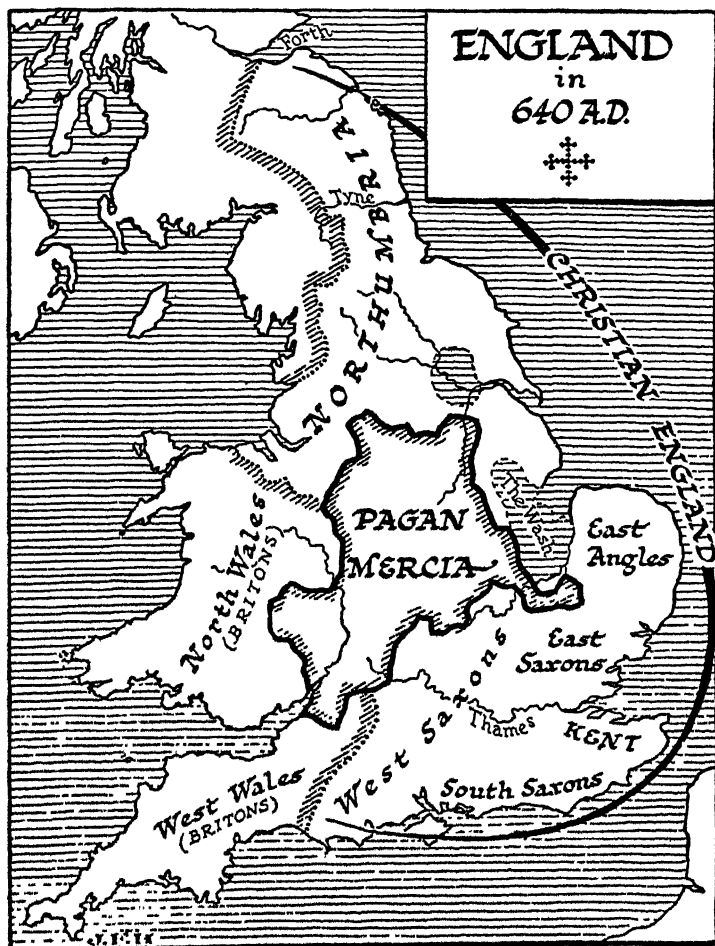 ENGLAND
in
640 A.D.
Forth
Tyne
NORTHUMBRIA
CHRISTIAN ENGLAND
PAGAN
MERCIA
The Wash
East
Angles
North Wales
(BRITONS)
East
Saxons
West Saxons
Thames
KENT
South Saxons
West Wales
(BRITONS)